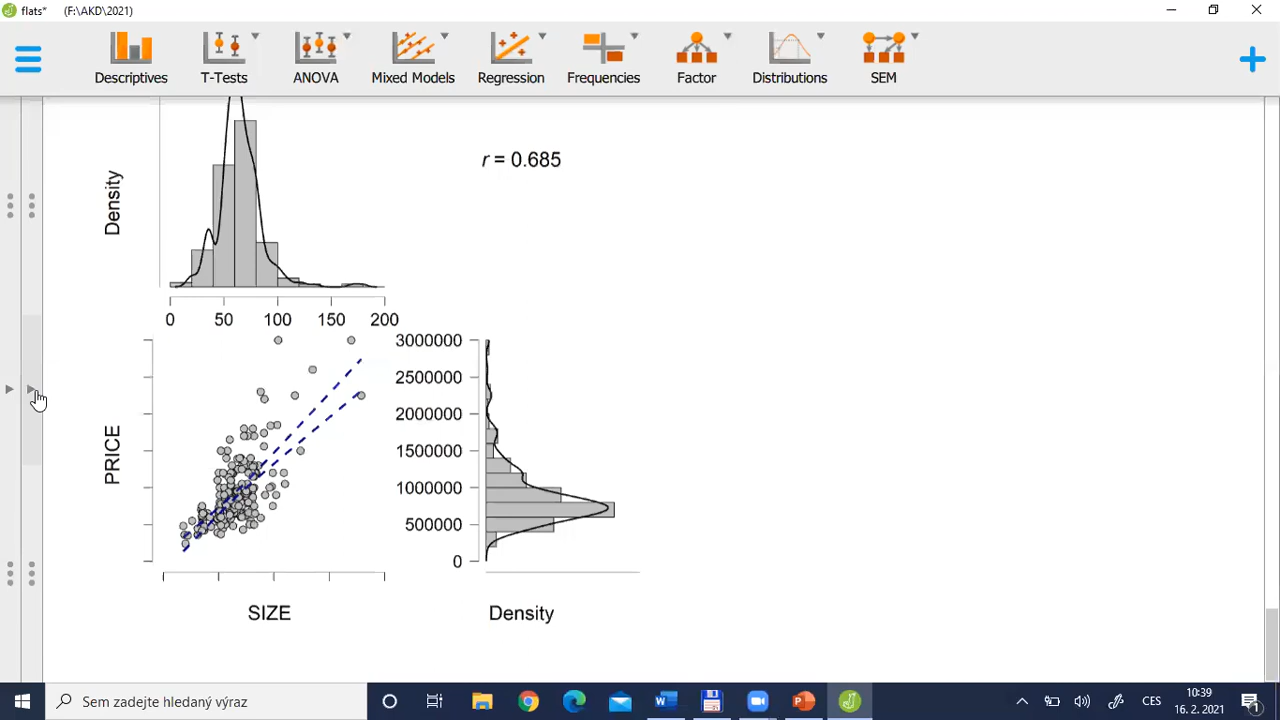 flats* (F:\AKD\2021)
Descriptives
T-Tests
ANOVA
Mixed Models
Regression
Frequencies
Factor
Distributions
SEM
Density
r = 0.685
0 50 100 150 200
PRICE
3000000
2500000
2000000
1500000
1000000
500000
0
SIZE
Density
Sem zadejte hledaný výraz
CES
10:39
16. 2. 2021
1